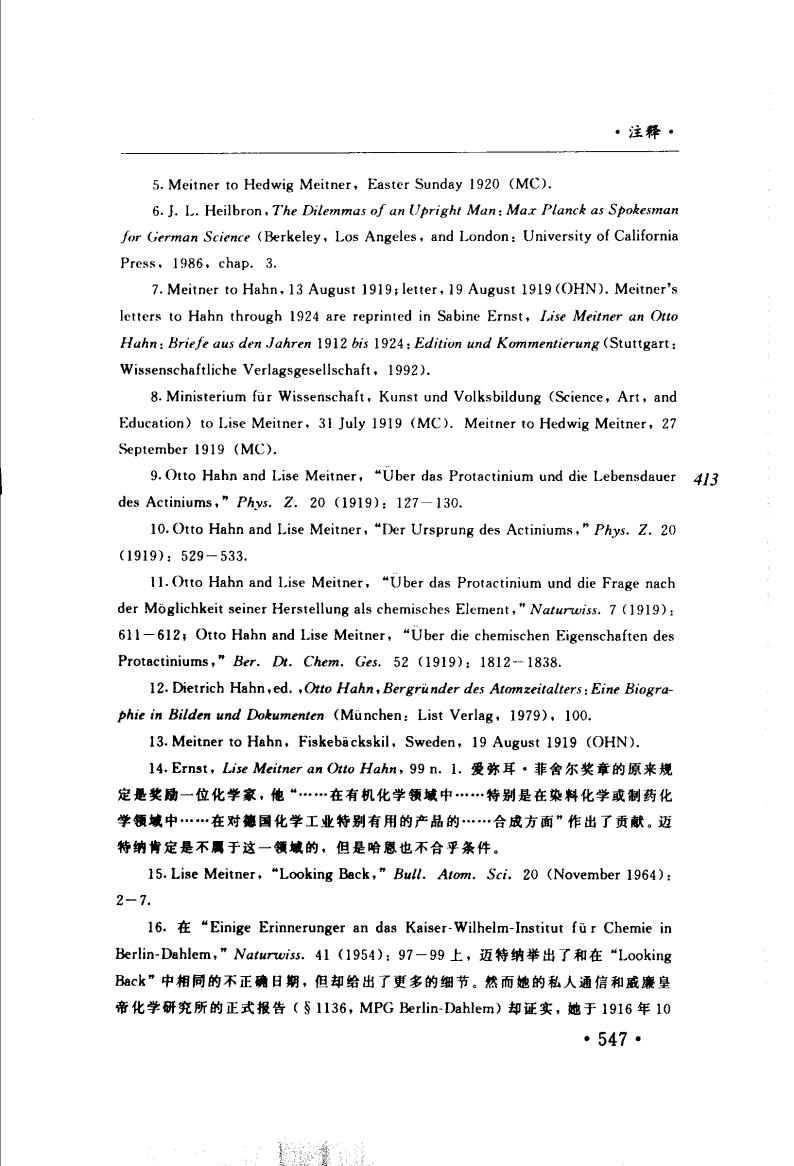 ·注释·
5. Meitner to Hedwig Meitner, Easter Sunday 1920 (MC).
6. J. L. Heilbron, The Dilemmas of an Upright Man: Max Planck as Spokesman
for German Science (Berkeley, Los Angeles, and London: University of California
Press, 1986, chap. 3.
7. Meitner to Hahn, 13 August 1919; letter, 19 August 1919 (OHN). Meitner's
letters to Hahn through 1924 are reprinted in Sabine Ernst, Lise Meitner an Otto
Hahn: Briefe aus den Jahren 1912 bis 1924: Edition und Kommentierung (Stuttgart:
Wissenschaftliche Verlagsgesellschaft, 1992).
8. Ministerium für Wissenschaft, Kunst und Volksbildung (Science, Art, and
Education) to Lise Meitner, 31 July 1919 (MC). Meitner to Hedwig Meitner, 27
September 1919 (MC).
9. Otto Hahn and Lise Meitner, “Über das Protactinium und die Lebensdauer 413
des Actiniums,” Phys. Z. 20 (1919): 127—130.
10. Otto Hahn and Lise Meitner, “Der Ursprung des Actiniums,” Phys. Z. 20
(1919): 529—533.
11. Otto Hahn and Lise Meitner, “Über das Protactinium und die Frage nach
der Möglichkeit seiner Herstellung als chemisches Element,” Naturwiss. 7 (1919):
611—612; Otto Hahn and Lise Meitner, “Über die chemischen Eigenschaften des
Protactiniums,” Ber. Dt. Chem. Ges. 52 (1919): 1812—1838.
12. Dietrich Hahn, ed., Otto Hahn, Bergründer des Atomzeitalters: Eine Biogra-
phie in Bilden und Dokumenten (München: List Verlag, 1979), 100.
13. Meitner to Hahn, Fiskebäckskil, Sweden, 19 August 1919 (OHN).
14. Ernst, Lise Meitner an Otto Hahn, 99 n. 1. 爱弥耳·菲舍尔奖章的原来规
定是奖励一位化学家，他“……在有机化学领域中……特别是在染料化学或制药化
学领域中……在对德国化学工业特别有用的产品的……合成方面”作出了贡献。迈
特纳肯定是不属于这一领域的，但是哈恩也不合乎条件。
15. Lise Meitner, “Looking Back,” Bull. Atom. Sci. 20 (November 1964):
2—7.
16. 在 “Einige Erinnerunger an das Kaiser-Wilhelm-Institut für Chemie in
Berlin-Dahlem,” Naturwiss. 41 (1954): 97—99 上，迈特纳举出了和在 “Looking
Back” 中相同的不正确日期，但却给出了更多的细节。然而她的私人通信和威廉皇
帝化学研究所的正式报告 (§1136, MPG Berlin-Dahlem) 却证实，她于 1916 年 10
·547·